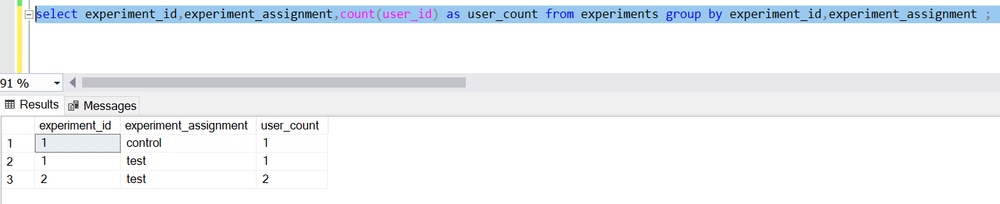 select experiment_id,experiment_assignment,count(user_id) as user_count from experiments group by experiment_id,experiment_assignment ;
91 %
Results Messages
experiment_id experiment_assignment user_count
1 1 control 1
2 1 test 1
3 2 test 2